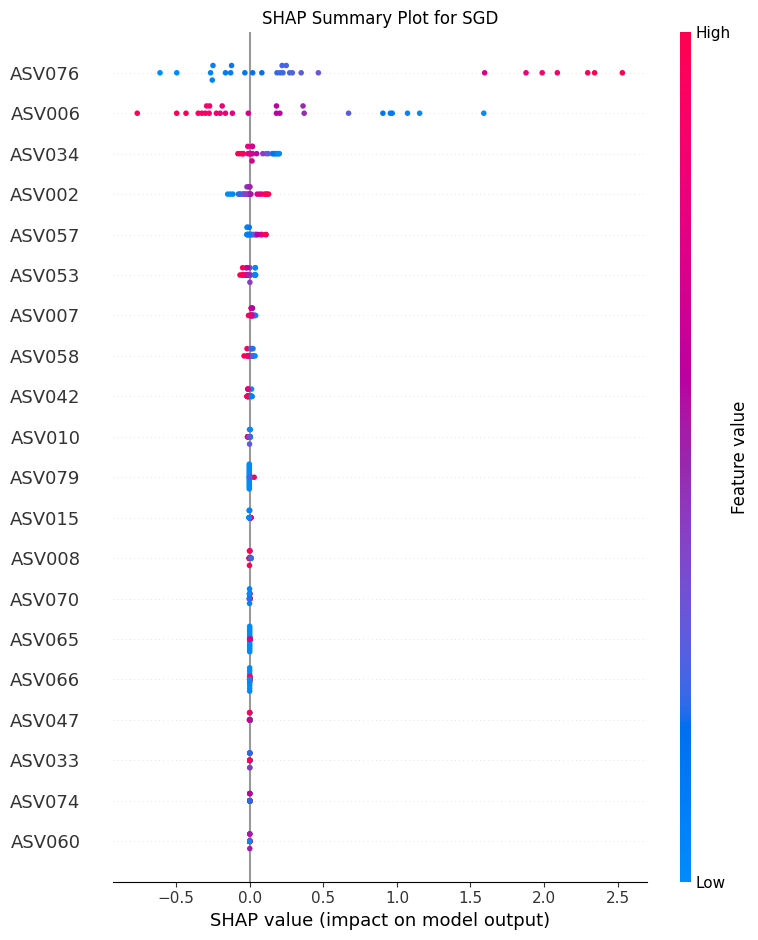 SHAP Summary Plot for SGD
High
ASV076
ASV006
ASV034
ASV002
ASV057
ASV053
ASV007
ASV058
ASV042
ASV010
ASV079
ASV015
ASV008
ASV070
ASV065
ASV066
ASV047
ASV033
ASV074
ASV060
Feature value
Low
−0.5 0.0 0.5 1.0 1.5 2.0 2.5
SHAP value (impact on model output)